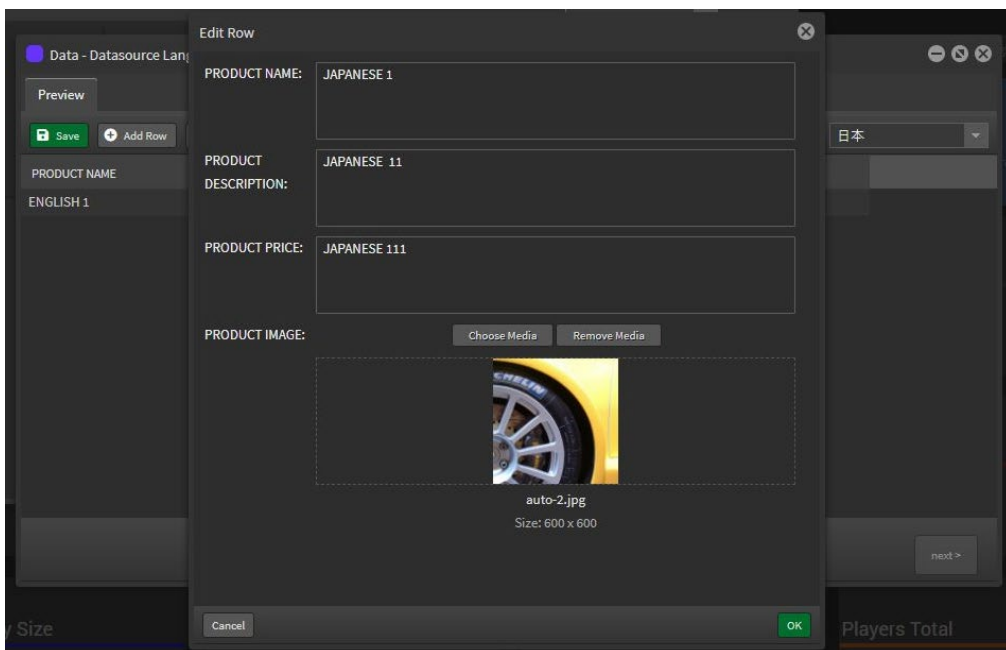 Edit Row
Data - Datasource Lang
Preview
Save
Add Row
日本
PRODUCT NAME
ENGLISH 1
PRODUCT NAME:
JAPANESE 1
PRODUCT
DESCRIPTION:
JAPANESE 11
PRODUCT PRICE:
JAPANESE 111
PRODUCT IMAGE:
Choose Media
Remove Media
CHELIN
auto-2.jpg
Size: 600 x 600
next >
Cancel
OK
y Size
Players Total